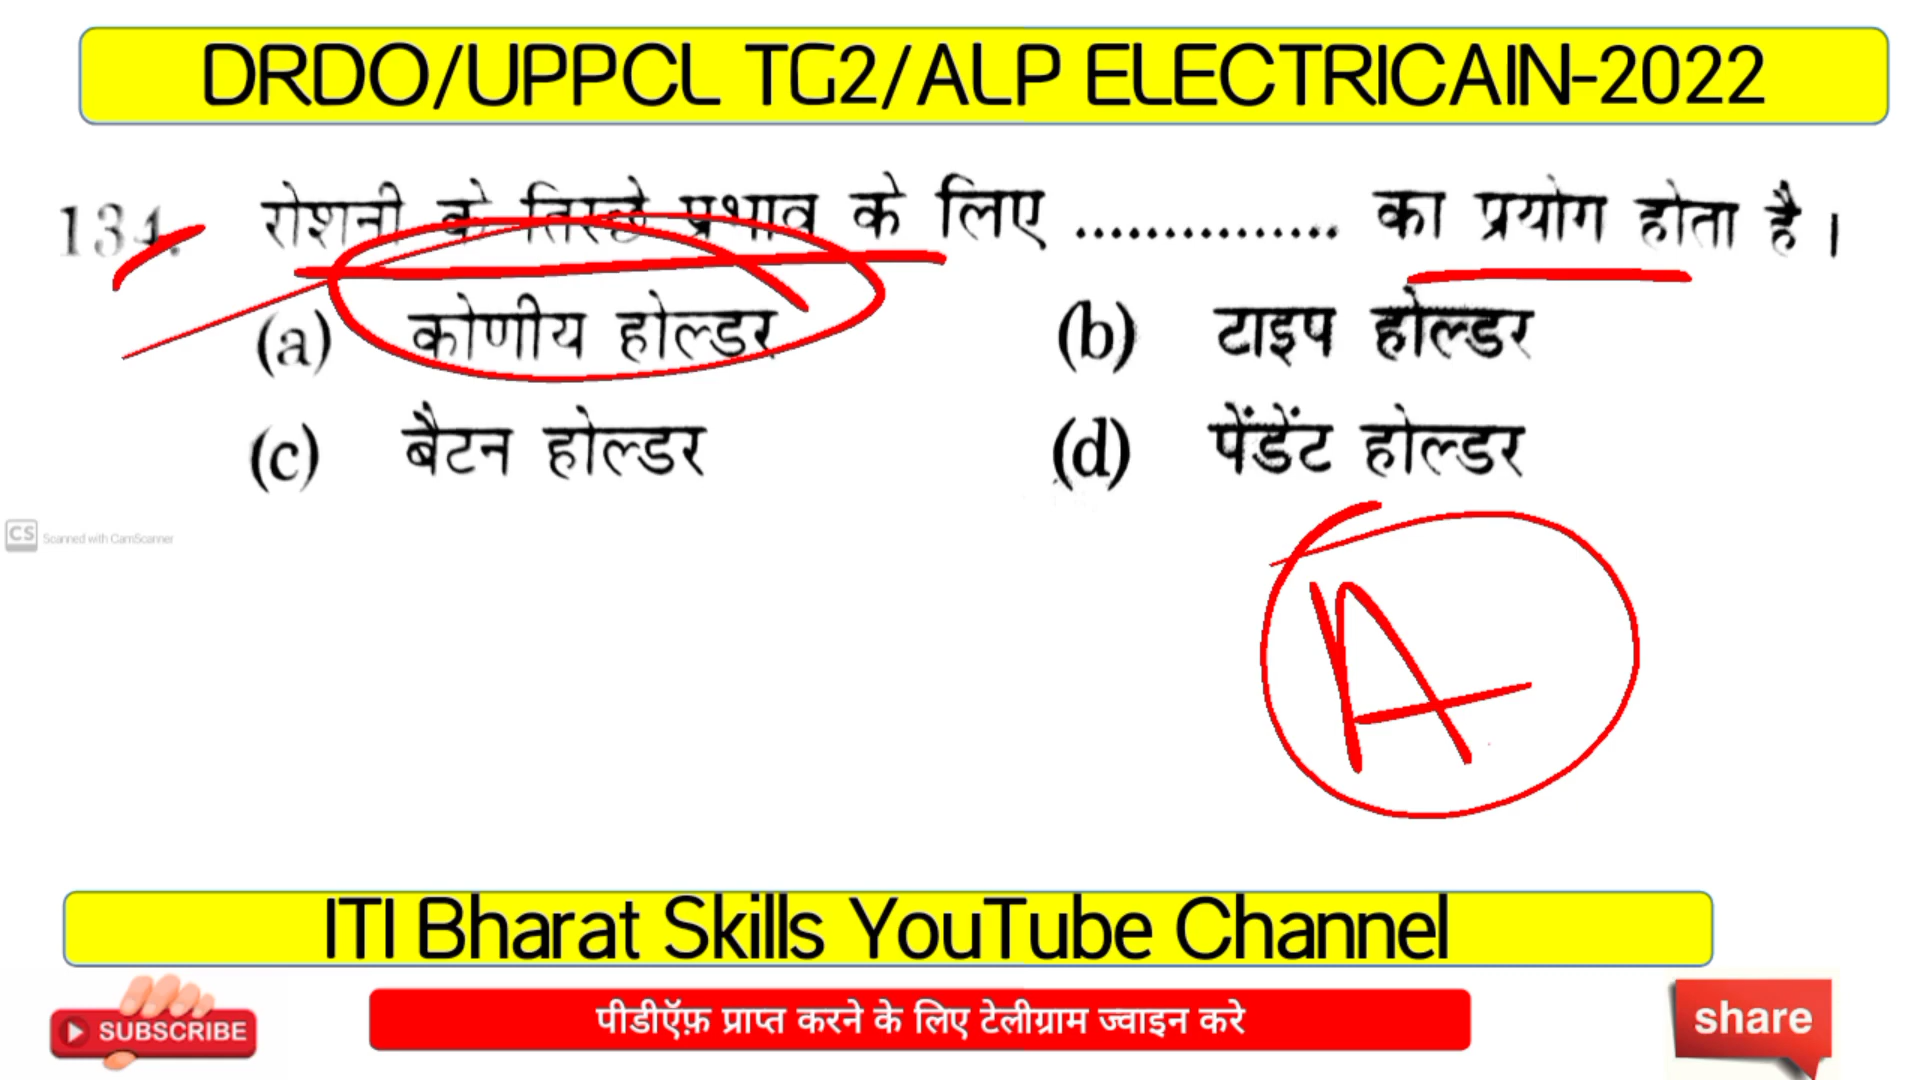 DRDO/UPPCL TG2/ALP ELECTRICAIN-2022
134. रोशनी के तिरछे प्रभाव के लिए ............... का प्रयोग होता है।
(a) कोणीय होल्डर (b) टाइप होल्डर
(c) बैटन होल्डर (d) पेंडेंट होल्डर
CS Scanned with CamScanner
A
ITI Bharat Skills YouTube Channel
SUBSCRIBE पीडीऍफ़ प्राप्त करने के लिए टेलीग्राम ज्वाइन करे share